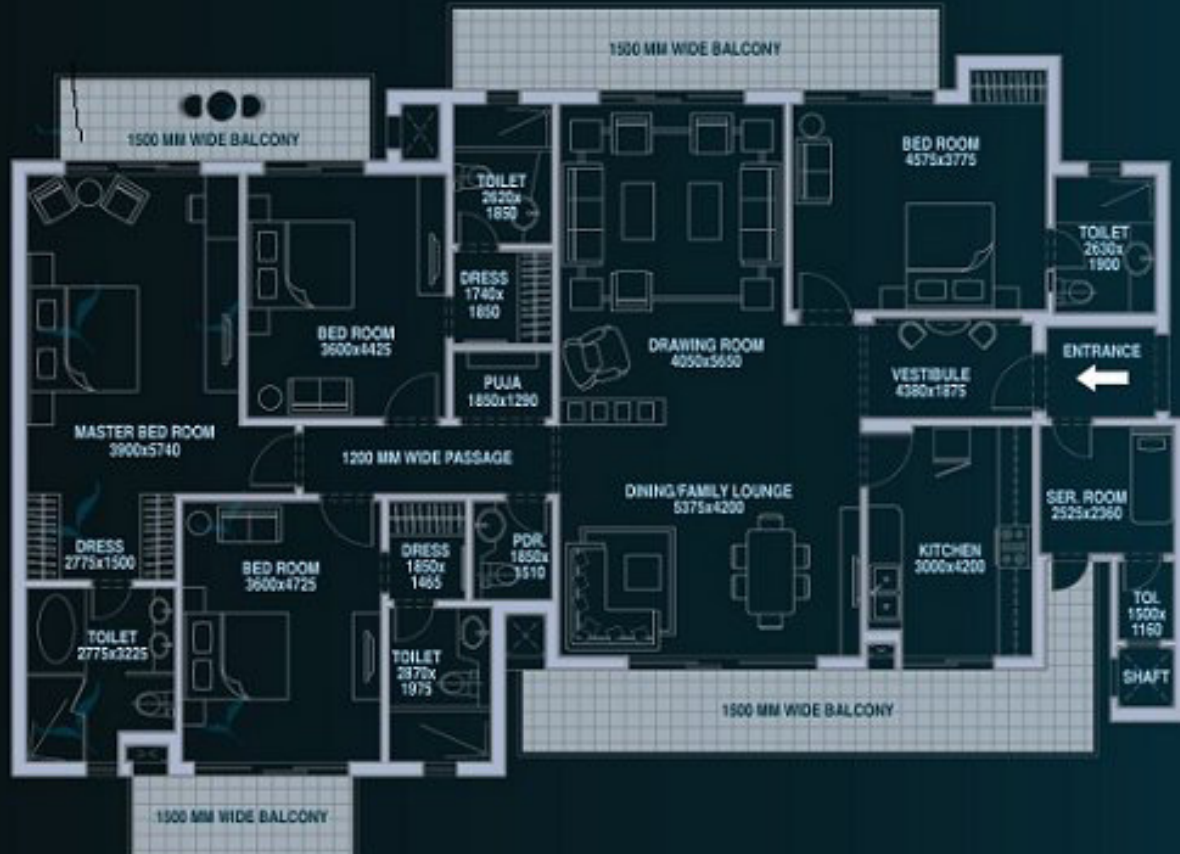 1500 MM WIDE BALCONY
1500 MM WIDE BALCONY
BED ROOM
4575x3775
TOILET
2620x
1850
TOILET
2630x
1900
DRESS
1740x
1850
BED ROOM
3600x4425
DRAWING ROOM
4050x5650
ENTRANCE
VESTIBULE
4380x1875
PUJA
1850x1290
MASTER BED ROOM
3900x5740
1200 MM WIDE PASSAGE
DINING/FAMILY LOUNGE
5375x4200
SER. ROOM
2525x2360
DRESS
2775x1500
BED ROOM
3600x4725
DRESS
1850x
1465
PDR.
1850x
1510
KITCHEN
3000x4200
TOI.
1500x
1160
TOILET
2775x3225
TOILET
2870x
1975
SHAFT
1500 MM WIDE BALCONY
1500 MM WIDE BALCONY